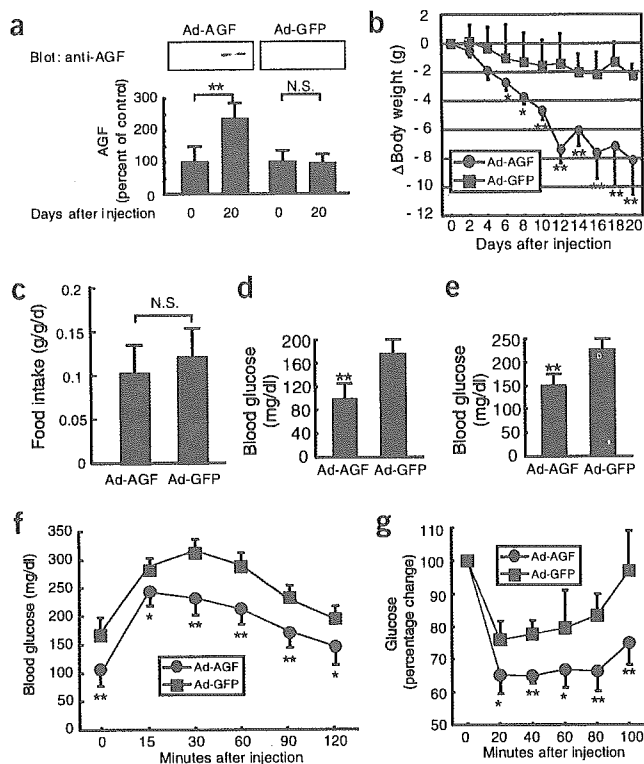 a
Ad-AGF Ad-GFP
Blot: anti-AGF
** N.S.
AGF
(percent of control)
300
200
100
0
Days after injection 0 20 0 20
b
Δ Body weight (g)
0
- 2
- 4
- 6
- 8
- 10
- 12
* * ** ** ** ** ** **
Ad-AGF
Ad-GFP
0 2 4 6 8 10 12 14 16 18 20
Days after injection
c
Food intake (g/g/d)
0.2
0.15
0.1
0.05
0
N.S.
Ad-AGF Ad-GFP
d
Blood glucose
(mg/dl)
200
160
120
80
40
0
**
Ad-AGF Ad-GFP
e
Blood glucose
(mg/dl)
250
200
150
100
50
0
**
Ad-AGF Ad-GFP
f
Blood glucose (mg/dl)
350
300
250
200
150
100
50
0
** * ** ** ** *
Ad-AGF
Ad-GFP
0 15 30 60 90 120
Minutes after injection
g
Glucose
(percentage change)
110
100
90
80
70
60
50
Ad-AGF
Ad-GFP
* ** * ** **
0 20 40 60 80 100
Minutes after injection